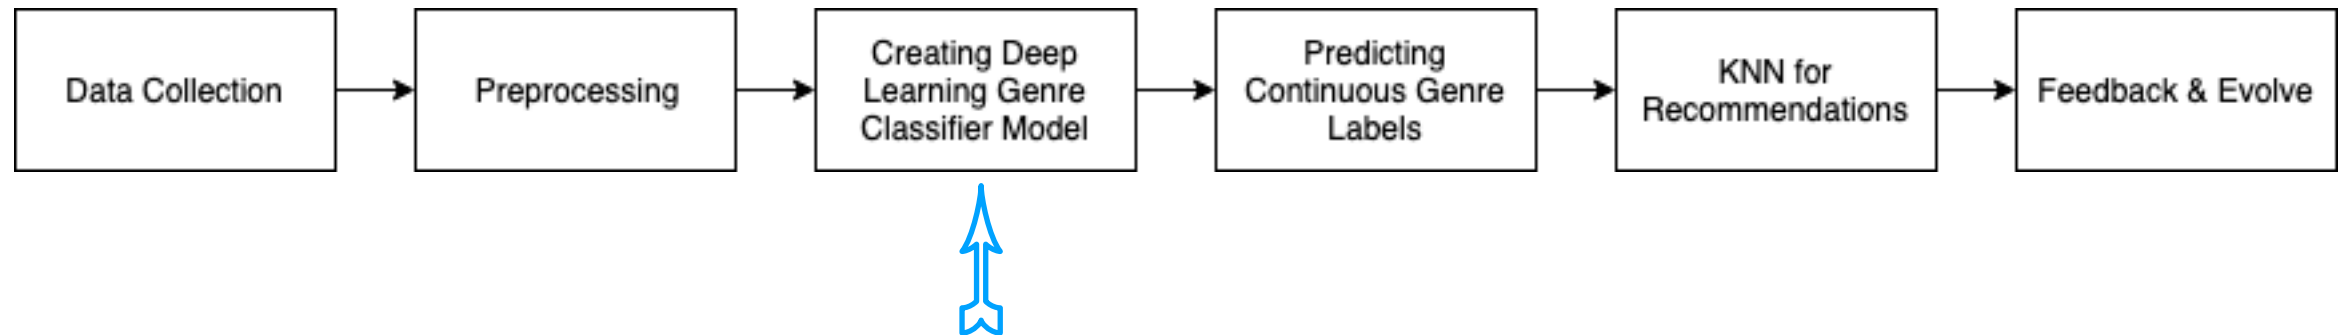 Data Collection
Preprocessing
Creating Deep
Learning Genre
Classifier Model
Predicting
Continuous Genre
Labels
KNN for
Recommendations
Feedback & Evolve